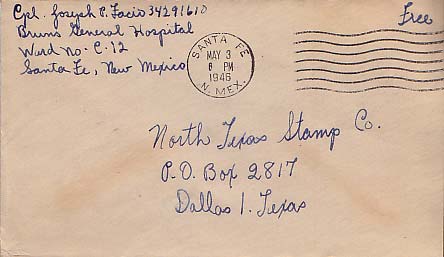 Cpl. Joseph P. Facio 34291610
Bruns General Hospital
Ward No. C-12
Santa Fe, New Mexico
Free
SANTA FE
MAY 3
8 PM
1946
N. MEX.
North Texas Stamp Co.
P.O. Box 2817
Dallas 1. Texas